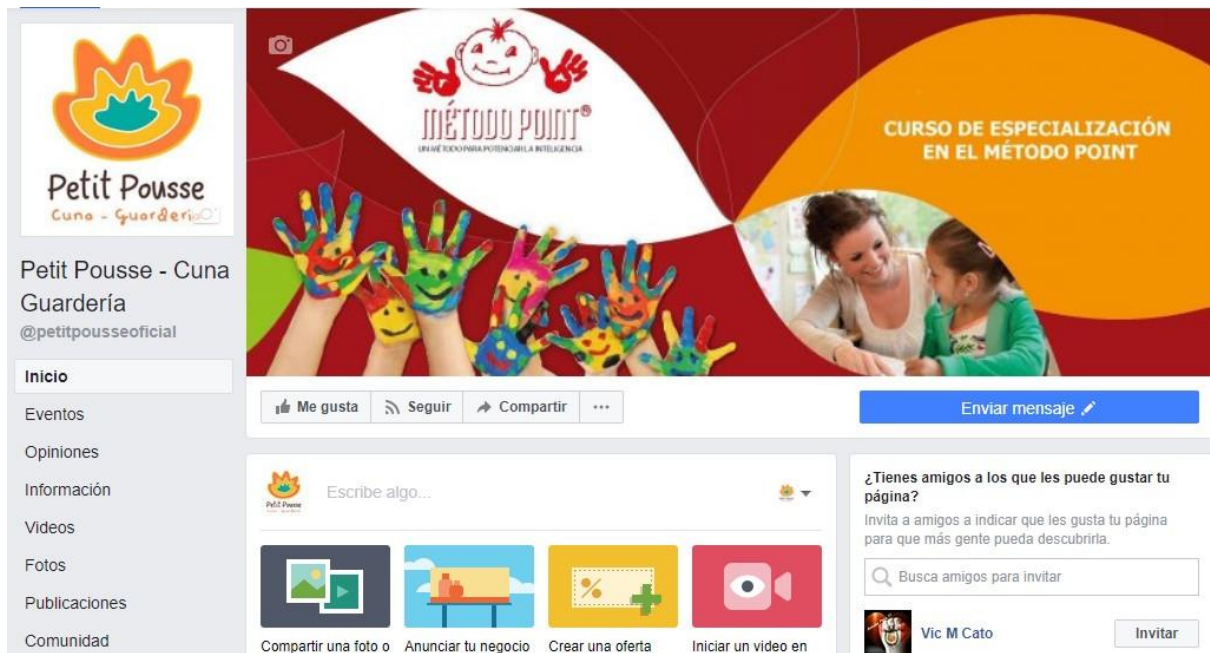 Petit Pousse
Cuna - Guardería
Petit Pousse - Cuna
Guardería
@petitpousseoficial
Inicio
Eventos
Opiniones
Información
Videos
Fotos
Publicaciones
Comunidad
MÉTODO POINT®
UN MÉTODO PARA POTENCIAR LA INTELIGENCIA
CURSO DE ESPECIALIZACIÓN
EN EL MÉTODO POINT
Me gusta
Seguir
Compartir
Enviar mensaje
Petit Pousse
Escribe algo...
Compartir una foto o
Anunciar tu negocio
Crear una oferta
Iniciar un video en
¿Tienes amigos a los que les puede gustar tu
página?
Invita a amigos a indicar que les gusta tu página
para que más gente pueda descubrirla.
Busca amigos para invitar
Vic M Cato
Invitar